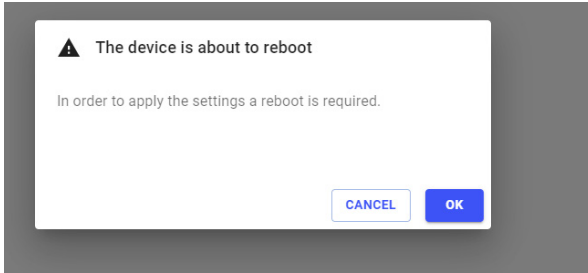 The device is about to reboot
In order to apply the settings a reboot is required.
CANCEL
OK